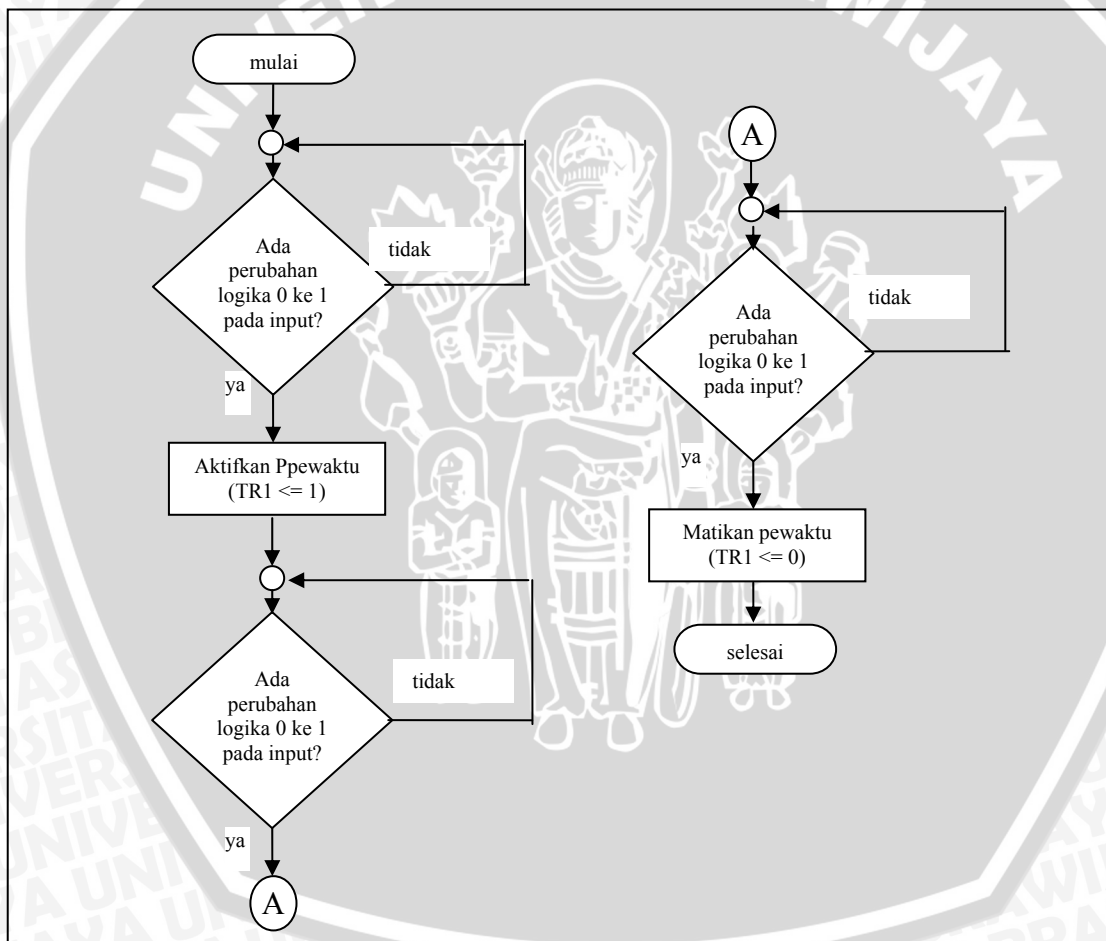 mulai
Ada
perubahan
logika 0 ke 1
pada input?
tidak
ya
Aktifkan Ppewaktu
(TR1 <= 1)
Ada
perubahan
logika 0 ke 1
pada input?
tidak
ya
A
A
Ada
perubahan
logika 0 ke 1
pada input?
tidak
ya
Matikan pewaktu
(TR1 <= 0)
selesai